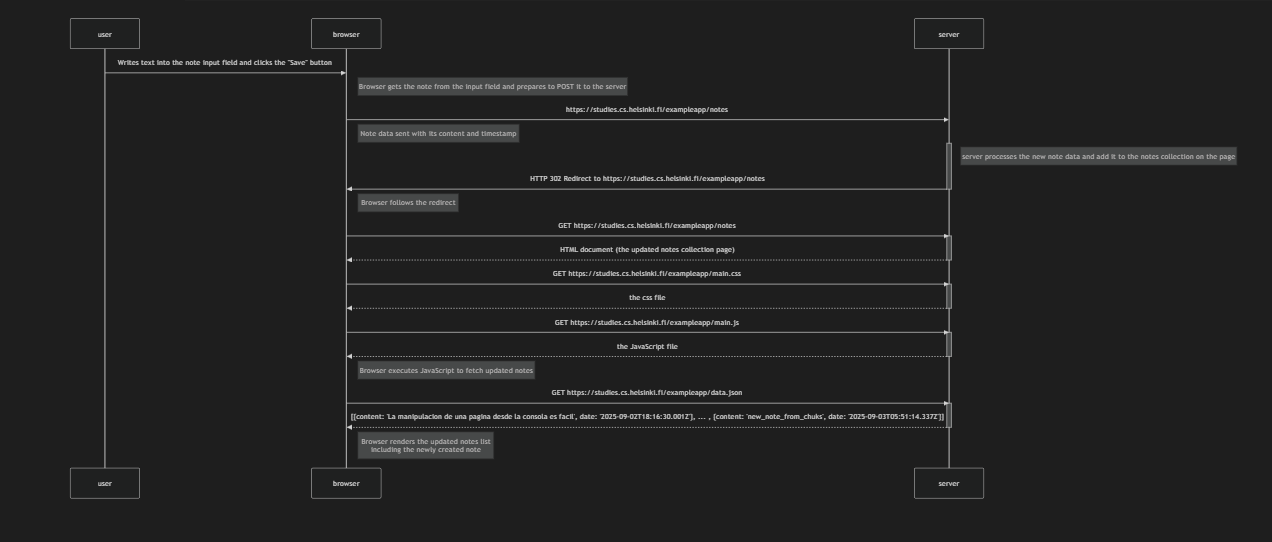 user
browser
server
Writes text into the note input field and clicks the "Save" button
Browser gets the note from the input field and prepares to POST it to the server
https://studies.cs.helsinki.fi/exampleapp/notes
Note data sent with its content and timestamp
server processes the new note data and add it to the notes collection on the page
HTTP 302 Redirect to https://studies.cs.helsinki.fi/exampleapp/notes
Browser follows the redirect
GET https://studies.cs.helsinki.fi/exampleapp/notes
HTML document (the updated notes collection page)
GET https://studies.cs.helsinki.fi/exampleapp/main.css
the css file
GET https://studies.cs.helsinki.fi/exampleapp/main.js
the JavaScript file
Browser executes JavaScript to fetch updated notes
GET https://studies.cs.helsinki.fi/exampleapp/data.json
[{content: 'La manipulacion de una pagina desde la consola es facil', date: '2025-09-02T18:16:30.001Z'}, ... , {content: 'new_note_from_chuks', date: '2025-09-03T05:51:14.337Z'}]
Browser renders the updated notes list
including the newly created note
user
browser
server